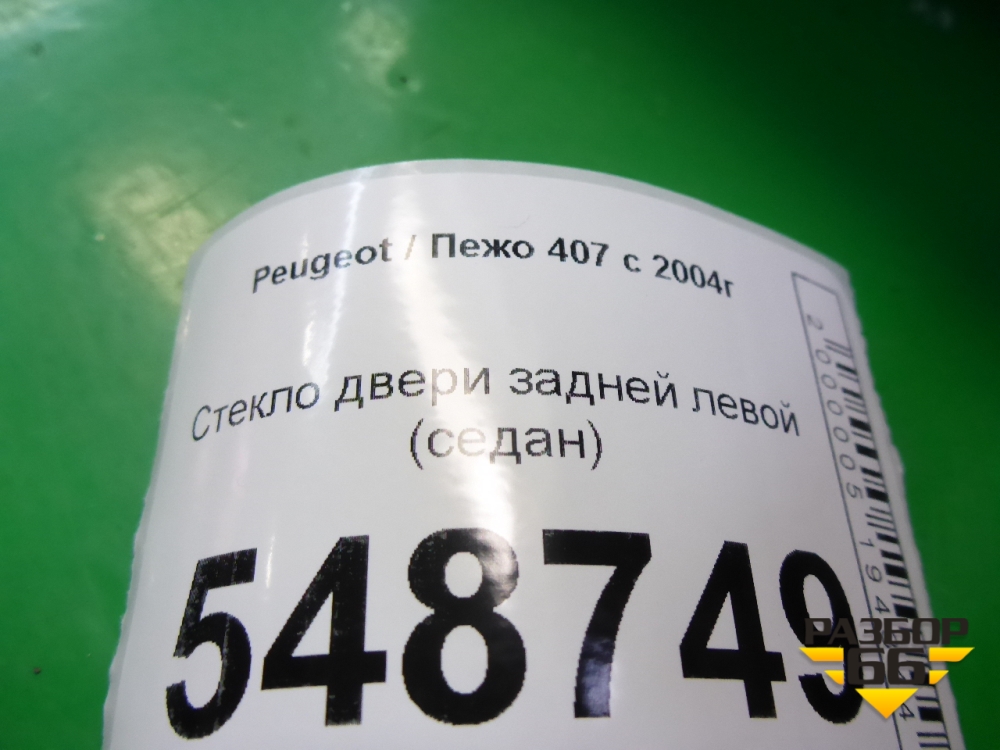 Peugeot / Пежо 407 с 2004г
Стекло двери задней левой
(седан)
548749
РАЗБОР
66